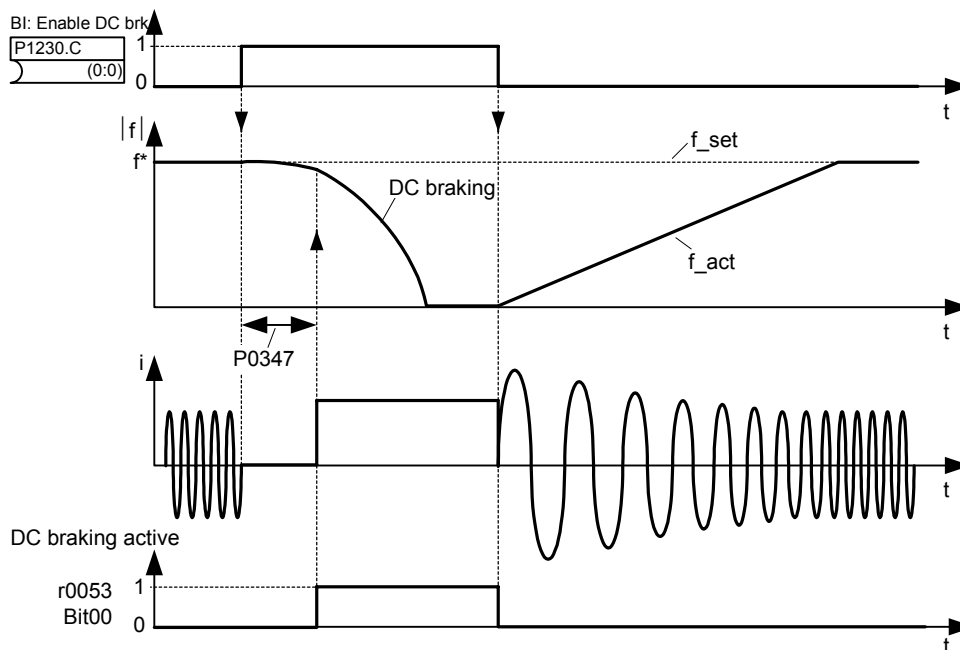 BI: Enable DC brk
P1230.C
(0:0)
1
0
t
|f|
f*
f_set
DC braking
f_act
t
P0347
i
t
DC braking active
r0053
Bit00
1
0
t